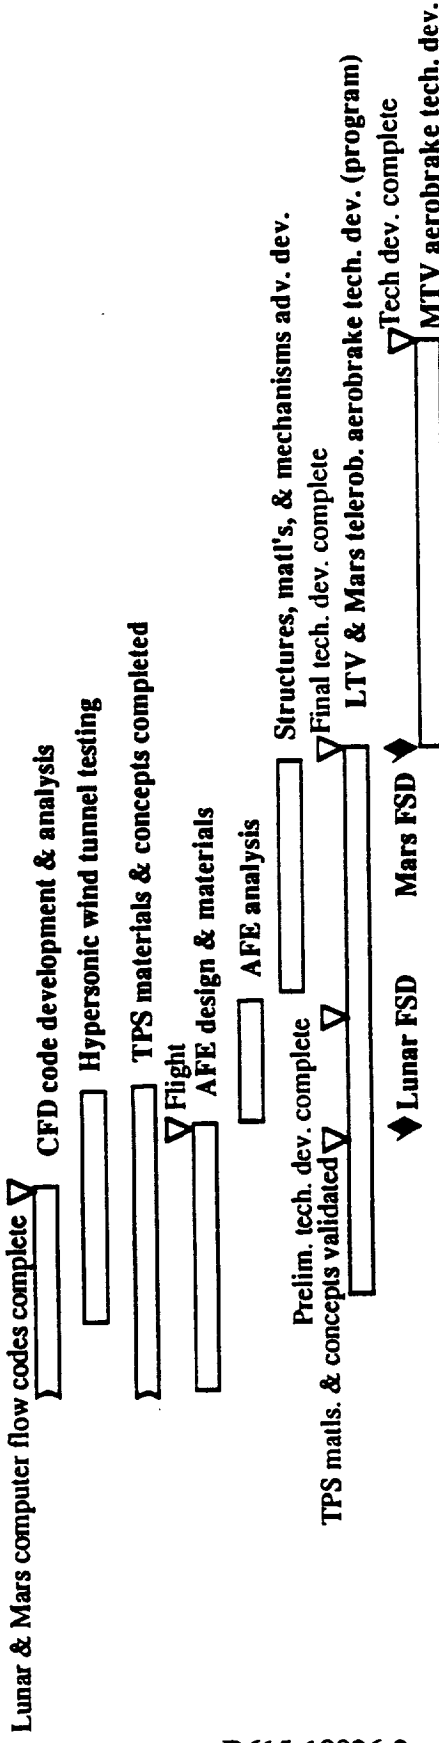 Lunar & Mars computer flow codes complete
CFD code development & analysis
Hypersonic wind tunnel testing
TPS materials & concepts completed
Flight
AFE design & materials
AFE analysis
Structures, matl's, & mechanisms adv. dev.
Prelim. tech. dev. complete
Final tech. dev. complete
TPS matls. & concepts validated
LTV & Mars telerob. aerobrake tech. dev. (program)
Tech dev. complete
Lunar FSD
Mars FSD
MTV aerobrake tech. dev.